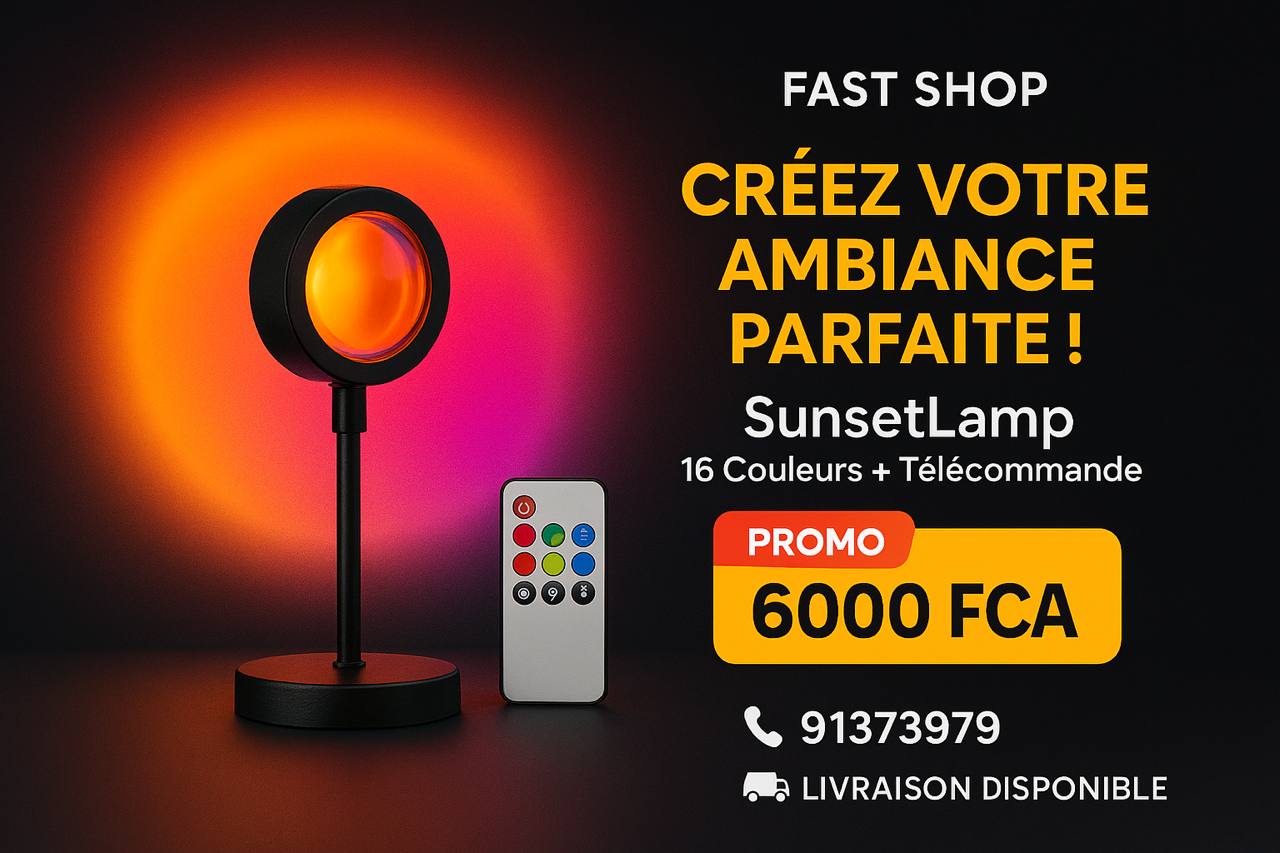 FAST SHOP
CRÉEZ VOTRE
AMBIANCE
PARFAITE !
SunsetLamp
16 Couleurs + Télécommande
PROMO
6000 FCA
91373979
LIVRAISON DISPONIBLE